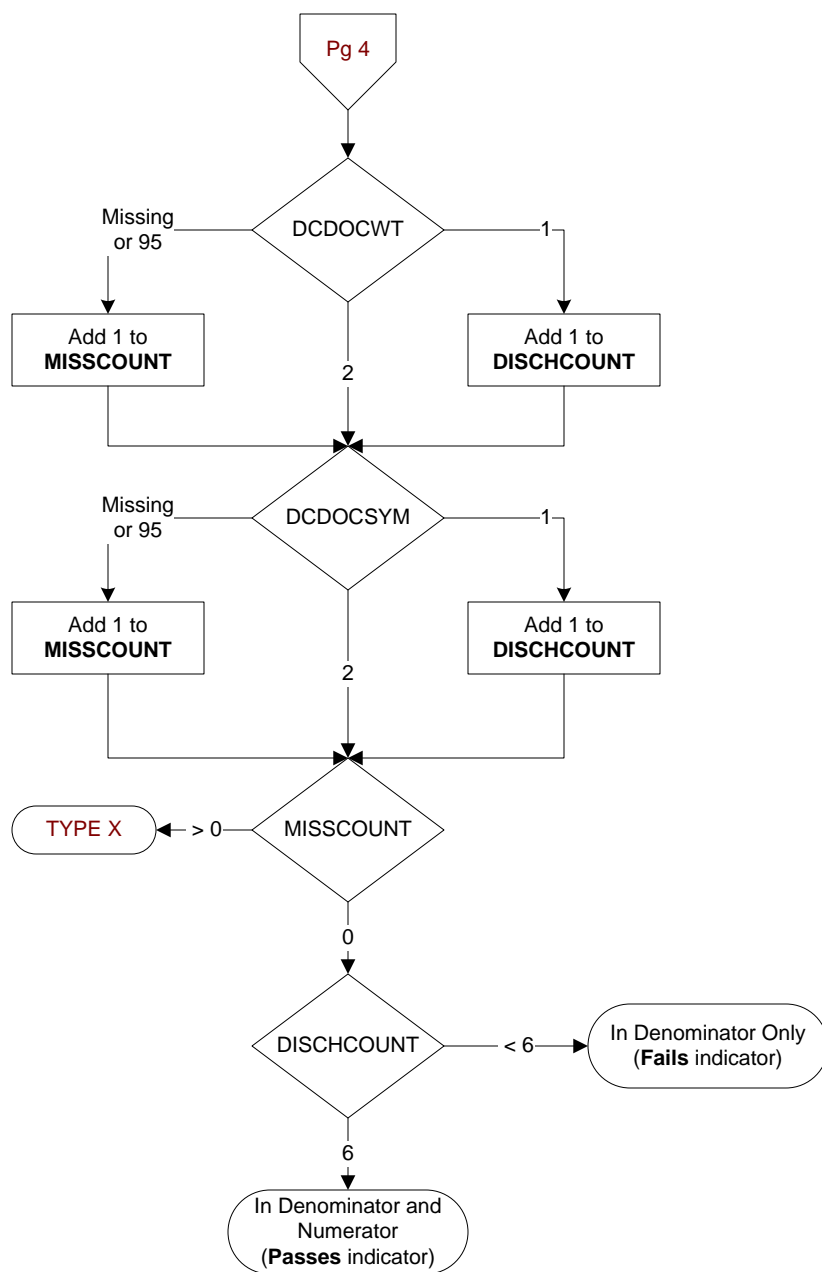 Pg 4
DCDOCWT
Missing
or 95
1
Add 1 to
MISSCOUNT
Add 1 to
DISCHCOUNT
2
DCDOCSYM
Missing
or 95
1
Add 1 to
MISSCOUNT
Add 1 to
DISCHCOUNT
2
MISSCOUNT
TYPE X
> 0
0
DISCHCOUNT
< 6
In Denominator Only
(Fails indicator)
6
In Denominator and
Numerator
(Passes indicator)